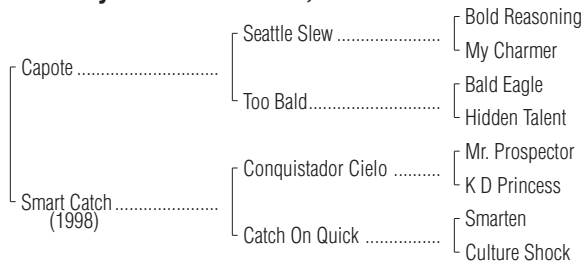 Bold Reasoning
Seattle Slew ....................
My Charmer
Capote ............................
Bald Eagle
Too Bald..........................
Hidden Talent
Mr. Prospector
Conquistador Cielo .........
K D Princess
Smart Catch ....................
(1998)
Smarten
Catch On Quick ...............
Culture Shock